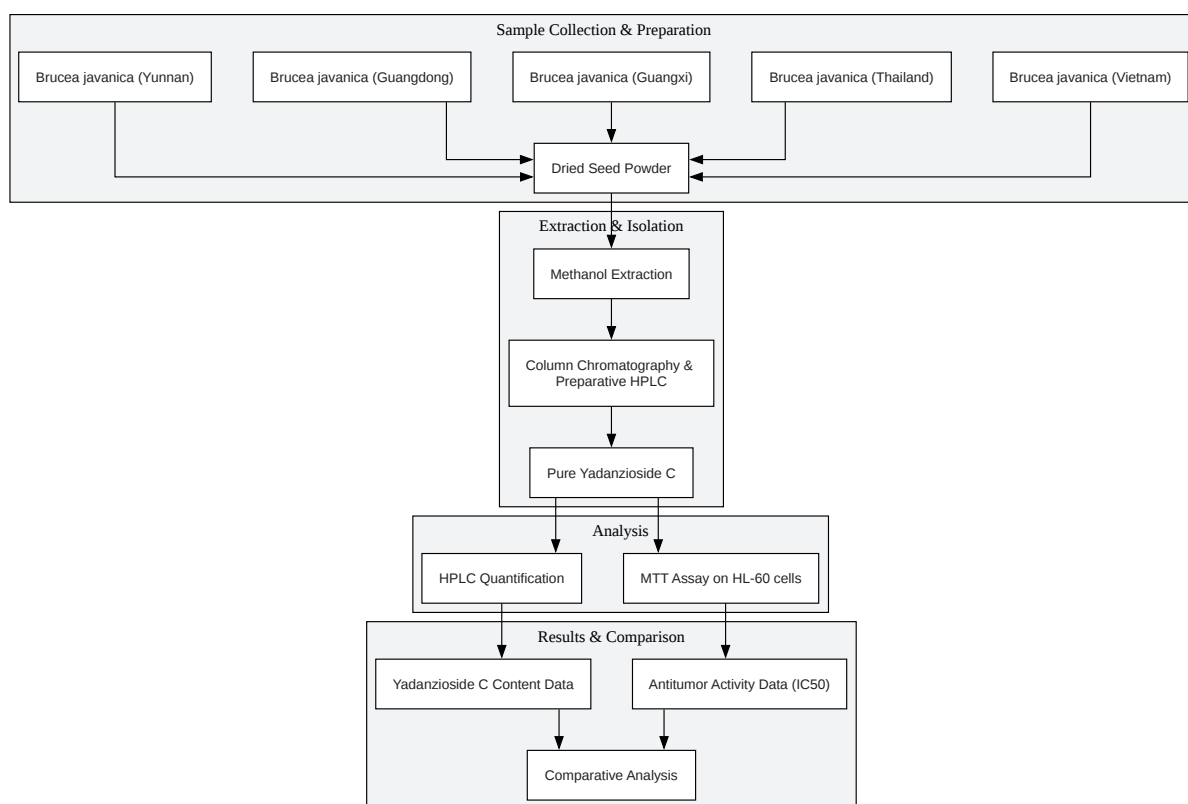 Sample Collection & Preparation
Brucea javanica (Yunnan)
Brucea javanica (Guangdong)
Brucea javanica (Guangxi)
Brucea javanica (Thailand)
Brucea javanica (Vietnam)
Dried Seed Powder
Extraction & Isolation
Methanol Extraction
Column Chromatography &
Preparative HPLC
Pure Yadanzioside C
Analysis
HPLC Quantification
MTT Assay on HL-60 cells
Results & Comparison
Yadanzioside C Content Data
Antitumor Activity Data (IC50)
Comparative Analysis